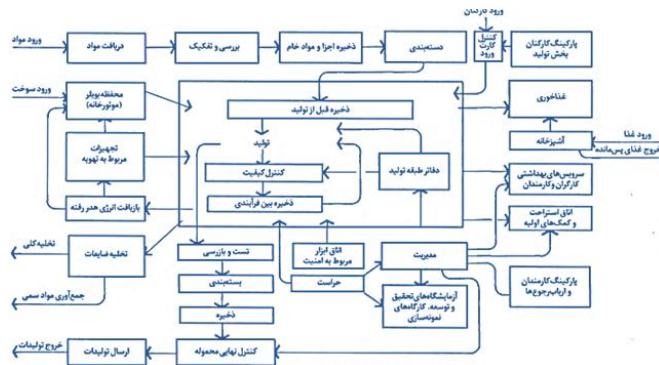 ورود کارکنان
ورود مواد
دریافت مواد
بررسی و تفکیک
ذخیره اجزا و مواد خام
دسته‌بندی
کنترل
کارت
ورود
پارکینگ کارکنان
بخش تولید
ورود سوخت
محفظه بویلر
(موتورخانه)
ذخیره قبل از تولید
غذاخوری
تولید
تجهیزات
مربوط به تهویه
کنترل کیفیت
دفاتر طبقه تولید
آشپزخانه
ورود غذا
خروج غذای پس‌مانده
سرویس‌های بهداشتی
کارگران و کارمندان
بازیافت انرژی هدر رفته
ذخیره بین فرآیندی
اتاق استراحت
و کمک‌های اولیه
تخلیه کلی
تخلیه ضایعات
تست و بازرسی
اتاق ابزار
مربوط به امنیت
مدیریت
بسته‌بندی
حراست
آزمایشگاه‌های تحقیق
و توسعه، کارگاه‌های
نمونه‌سازی
پارکینگ کارمندان
و ارباب‌رجوع‌ها
جمع‌آوری مواد سمی
ذخیره
خروج تولیدات
ارسال تولیدات
کنترل نهایی محموله